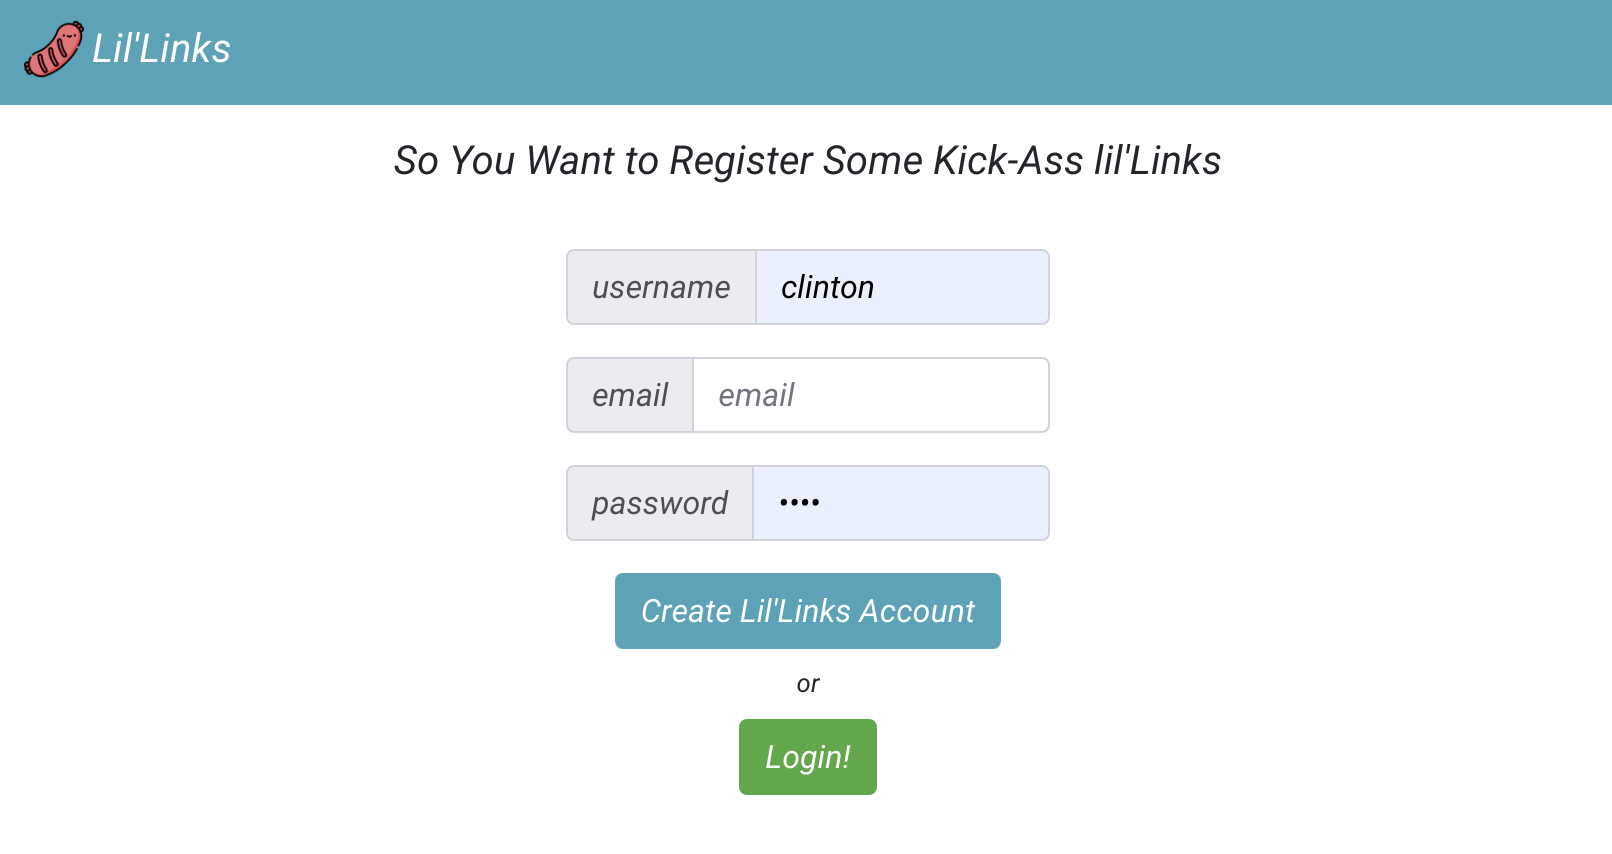 Lil'Links
So You Want to Register Some Kick-Ass lil'Links
username clinton
email email
password ••••
Create Lil'Links Account
or
Login!